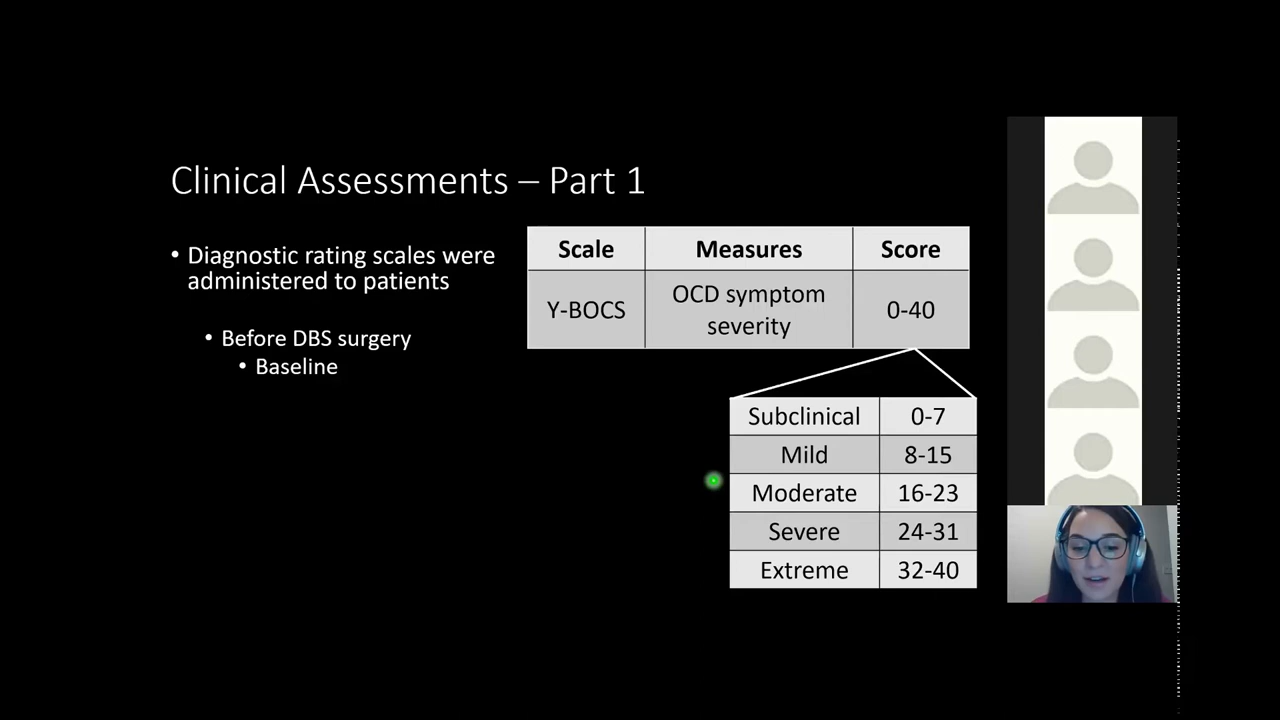 Clinical Assessments – Part 1
• Diagnostic rating scales were
administered to patients
• Before DBS surgery
• Baseline
Scale Measures Score
Y-BOCS OCD symptom severity 0-40
Subclinical 0-7
Mild 8-15
Moderate 16-23
Severe 24-31
Extreme 32-40